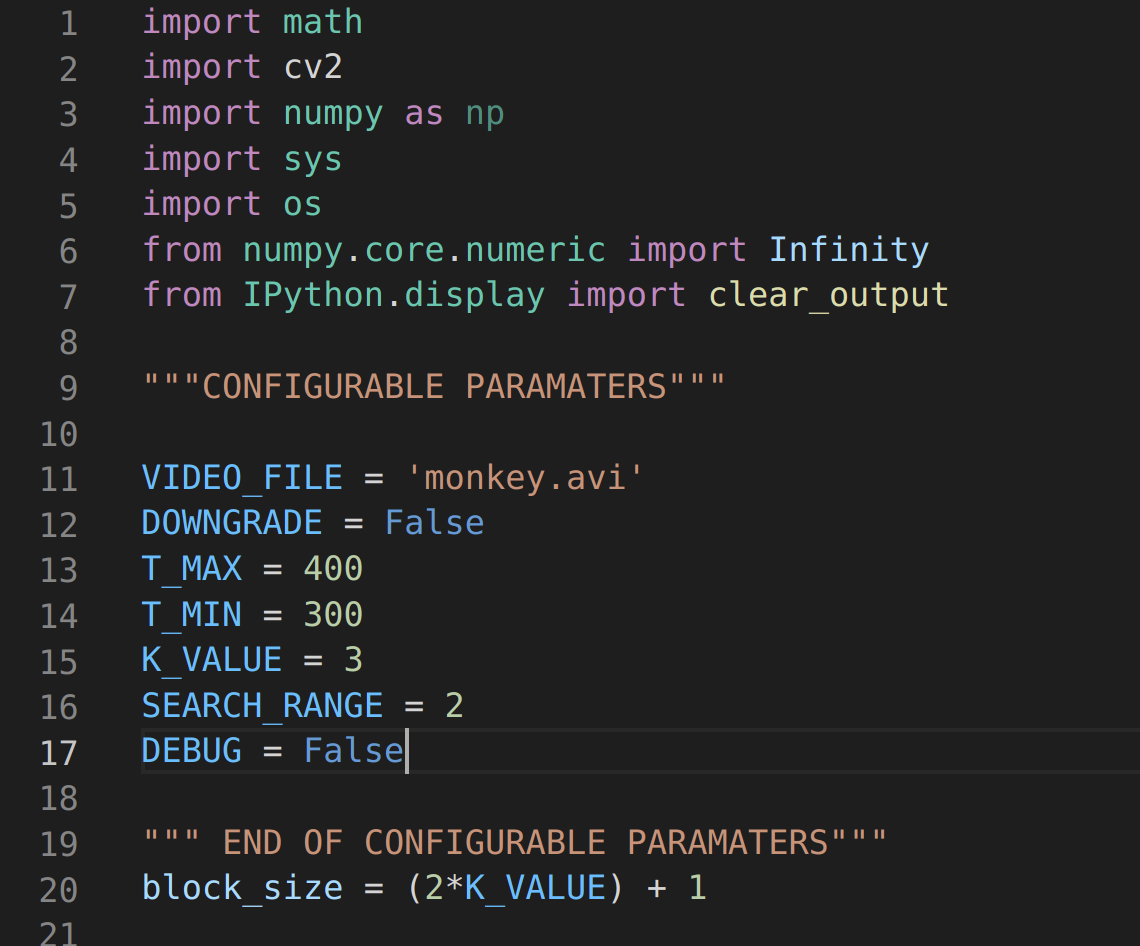 1 import math
2 import cv2
3 import numpy as np
4 import sys
5 import os
6 from numpy.core.numeric import Infinity
7 from IPython.display import clear_output
8
9 """CONFIGURABLE PARAMATERS"""
10
11 VIDEO_FILE = 'monkey.avi'
12 DOWNGRADE = False
13 T_MAX = 400
14 T_MIN = 300
15 K_VALUE = 3
16 SEARCH_RANGE = 2
17 DEBUG = False
18
19 """ END OF CONFIGURABLE PARAMATERS"""
20 block_size = (2*K_VALUE) + 1
21